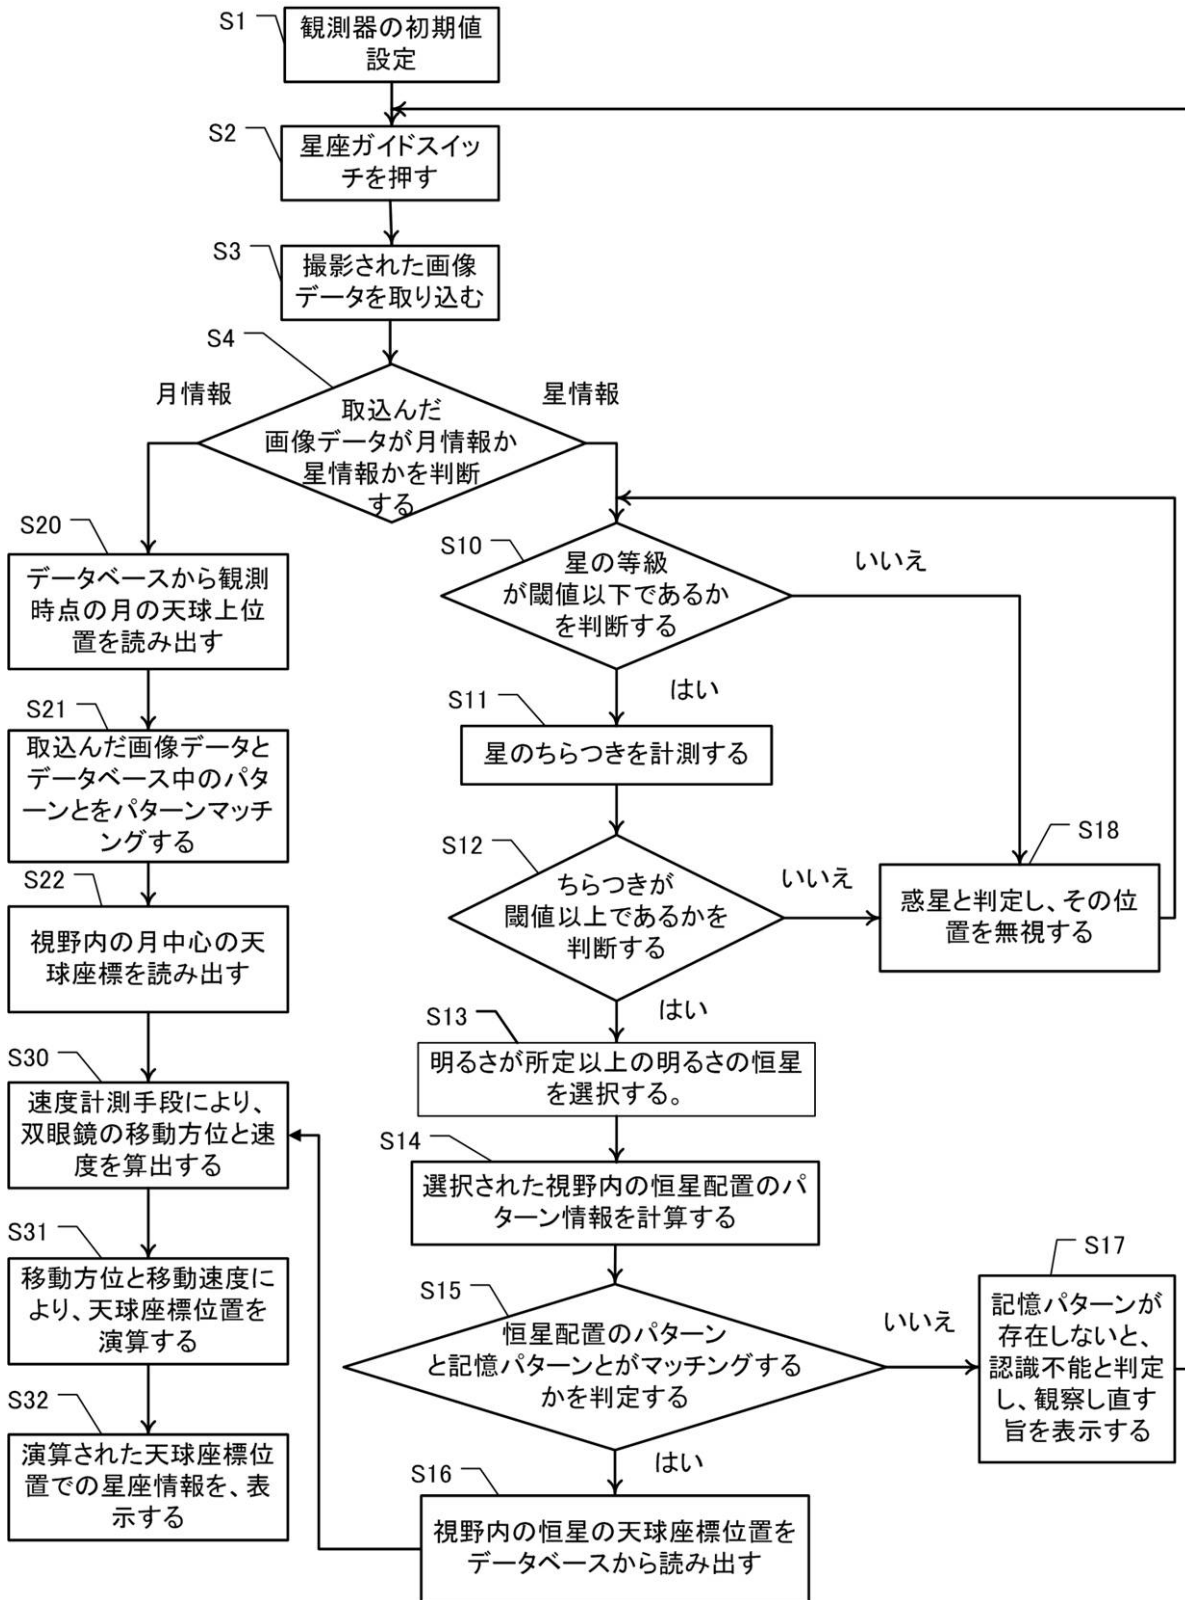 S1
観測器の初期値
設定
S2
星座ガイドスイッ
チを押す
S3
撮影された画像
データを取り込む
S4
月情報
星情報
取込んだ
画像データが月情報か
星情報かを判断
する
S20
データベースから観測
時点の月の天球上位
置を読み出す
S21
取込んだ画像データと
データベース中のパタ
ーンとをパターンマッチ
ングする
S22
視野内の月中心の天
球座標を読み出す
S30
速度計測手段により、
双眼鏡の移動方位と速
度を算出する
S31
移動方位と移動速度に
より、天球座標位置を
演算する
S32
演算された天球座標位
置での星座情報を、表
示する
S10
星の等級
が閾値以下であるか
を判断する
いいえ
はい
S11
星のちらつきを計測する
S12
ちらつきが
閾値以上であるかを
判断する
いいえ
S18
惑星と判定し、その位
置を無視する
はい
S13
明るさが所定以上の明るさの恒星
を選択する。
S14
選択された視野内の恒星配置のパ
ターン情報を計算する
S15
恒星配置のパターン
と記憶パターンとがマッチングする
かを判定する
いいえ
S17
記憶パターンが
存在しないと、
認識不能と判定
し、観察し直す
旨を表示する
はい
S16
視野内の恒星の天球座標位置を
データベースから読み出す